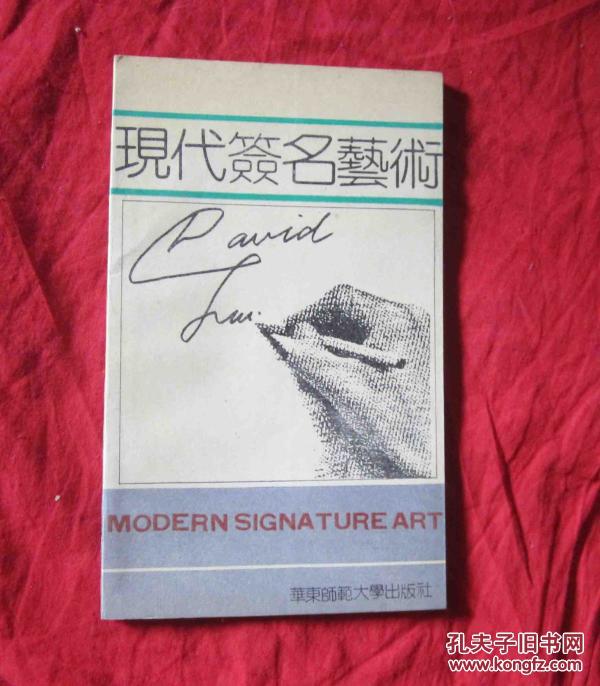 現代簽名藝術
David
MODERN SIGNATURE ART
華東師範大學出版社
孔夫子旧书网
www.kongfz.com